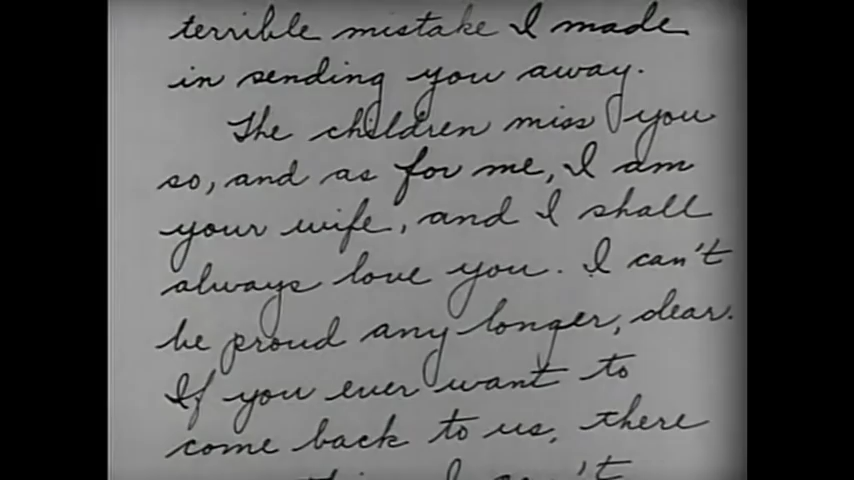 terrible mistake I made
in sending you away.
The children miss you
so, and as for me, I am
your wife, and I shall
always love you. I can't
be proud any longer, dear.
If you ever want to
come back to us, there